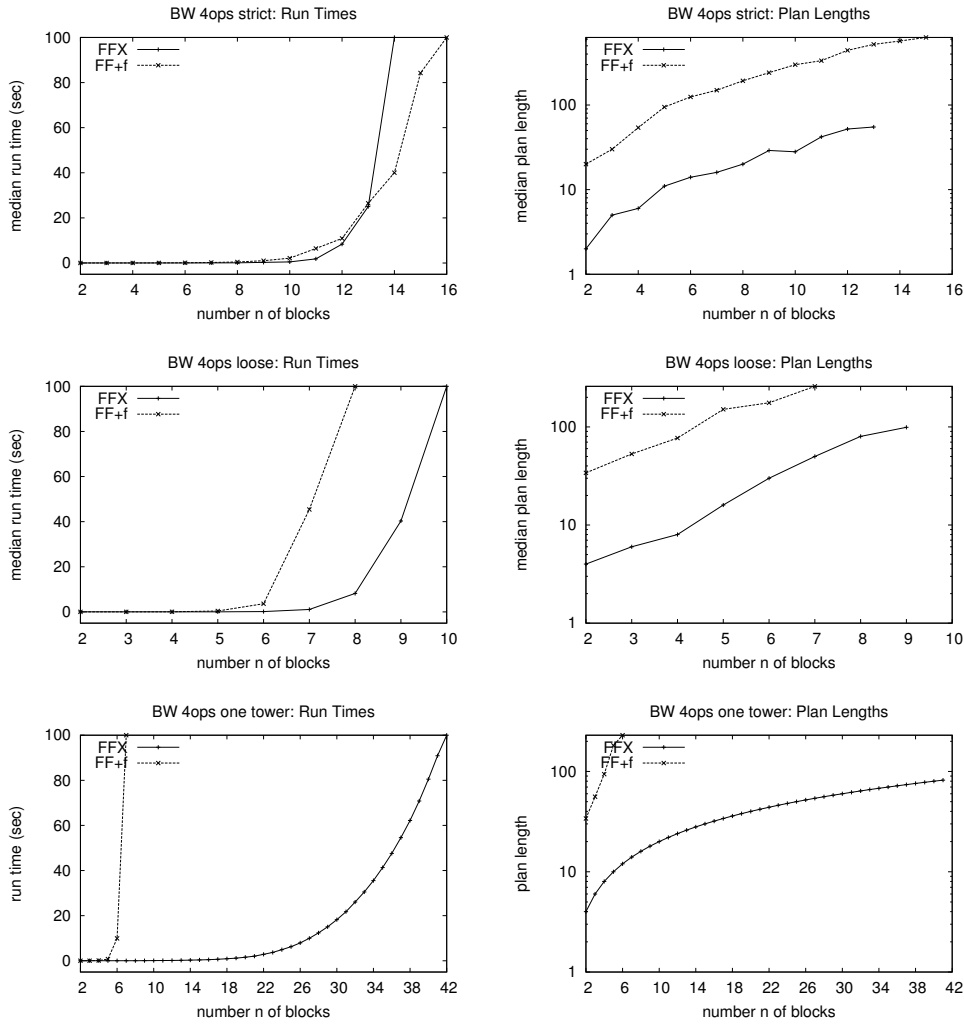 BW 4ops strict: Run Times
FFX
FF+f
median run time (sec)
100
80
60
40
20
0
2 4 6 8 10 12 14 16
number n of blocks
BW 4ops strict: Plan Lengths
FFX
FF+f
median plan length
100
10
1
2 4 6 8 10 12 14 16
number n of blocks
BW 4ops loose: Run Times
FFX
FF+f
median run time (sec)
100
80
60
40
20
0
2 3 4 5 6 7 8 9 10
number n of blocks
BW 4ops loose: Plan Lengths
FFX
FF+f
median plan length
100
10
1
2 3 4 5 6 7 8 9 10
number n of blocks
BW 4ops one tower: Run Times
FFX
FF+f
run time (sec)
100
80
60
40
20
0
2 6 10 14 18 22 26 30 34 38 42
number n of blocks
BW 4ops one tower: Plan Lengths
FFX
FF+f
plan length
100
10
1
2 6 10 14 18 22 26 30 34 38 42
number n of blocks